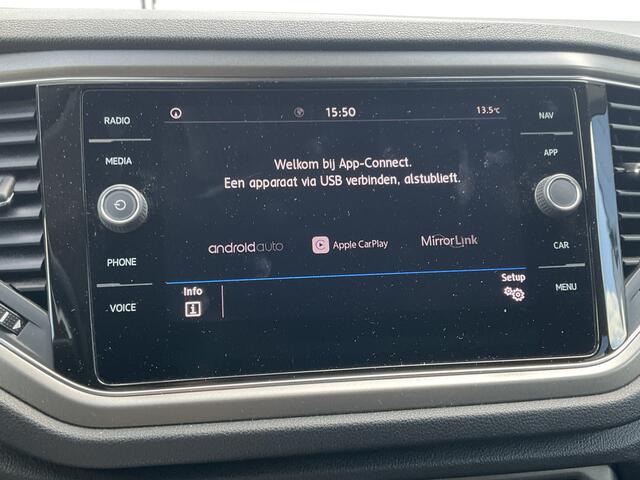 RADIO
MEDIA
PHONE
VOICE
15:50
13.5°C
Welkom bij App-Connect.
Een apparaat via USB verbinden, alstublieft.
androidauto
Apple CarPlay
MirrorLink
Info
Setup
NAV
APP
CAR
MENU